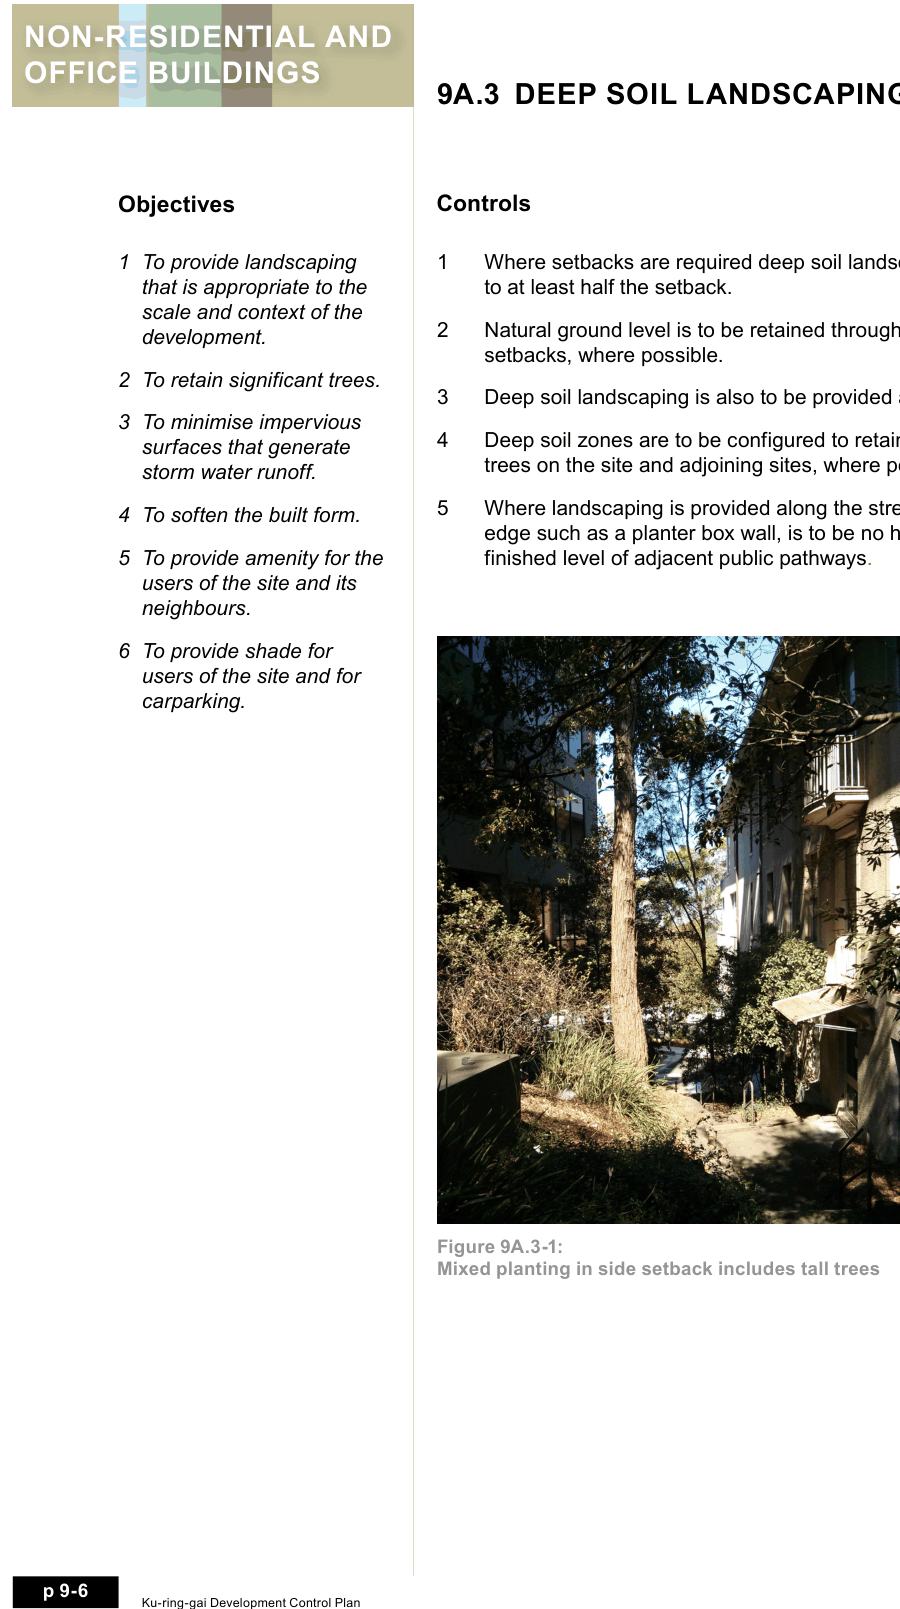 NON-RESIDENTIAL AND
OFFICE BUILDINGS
9A.3 DEEP SOIL LANDSCAPING
Objectives
1 To provide landscaping
that is appropriate to the
scale and context of the
development.
2 To retain significant trees.
3 To minimise impervious
surfaces that generate
storm water runoff.
4 To soften the built form.
5 To provide amenity for the
users of the site and its
neighbours.
6 To provide shade for
users of the site and for
carparking.
Controls
1 Where setbacks are required deep soil
to at least half the setback.
2 Natural ground level is to be retained
setbacks, where possible.
3 Deep soil landscaping is also to be provided
4 Deep soil zones are to be configured to
trees on the site and adjoining sites, where
5 Where landscaping is provided along the
edge such as a planter box wall, is to be no
finished level of adjacent public pathways.
Figure 9A.3-1:
Mixed planting in side setback includes tall trees
p 9-6
Ku-ring-gai Development Control Plan